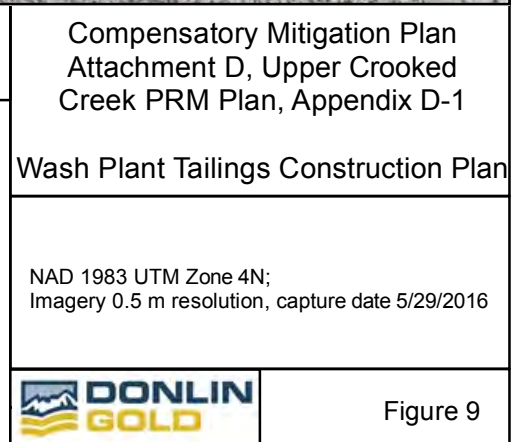 Compensatory Mitigation Plan
Attachment D, Upper Crooked
Creek PRM Plan, Appendix D-1
Wash Plant Tailings Construction Plan
NAD 1983 UTM Zone 4N;
Imagery 0.5 m resolution, capture date 5/29/2016
DONLIN
GOLD
Figure 9